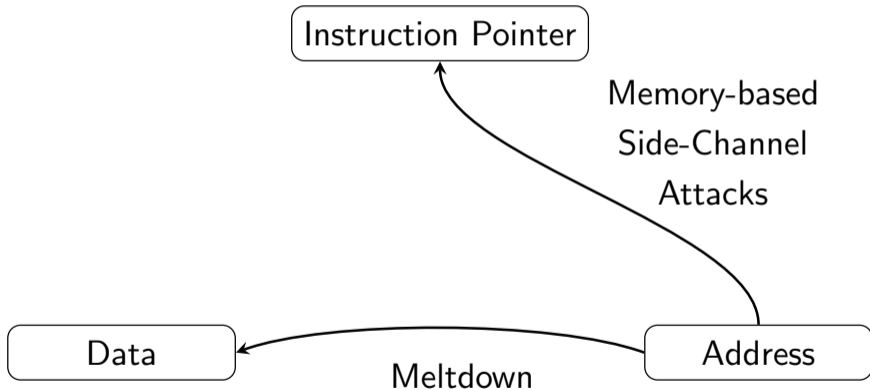 Instruction Pointer
Memory-based
Side-Channel
Attacks
Data
Address
Meltdown